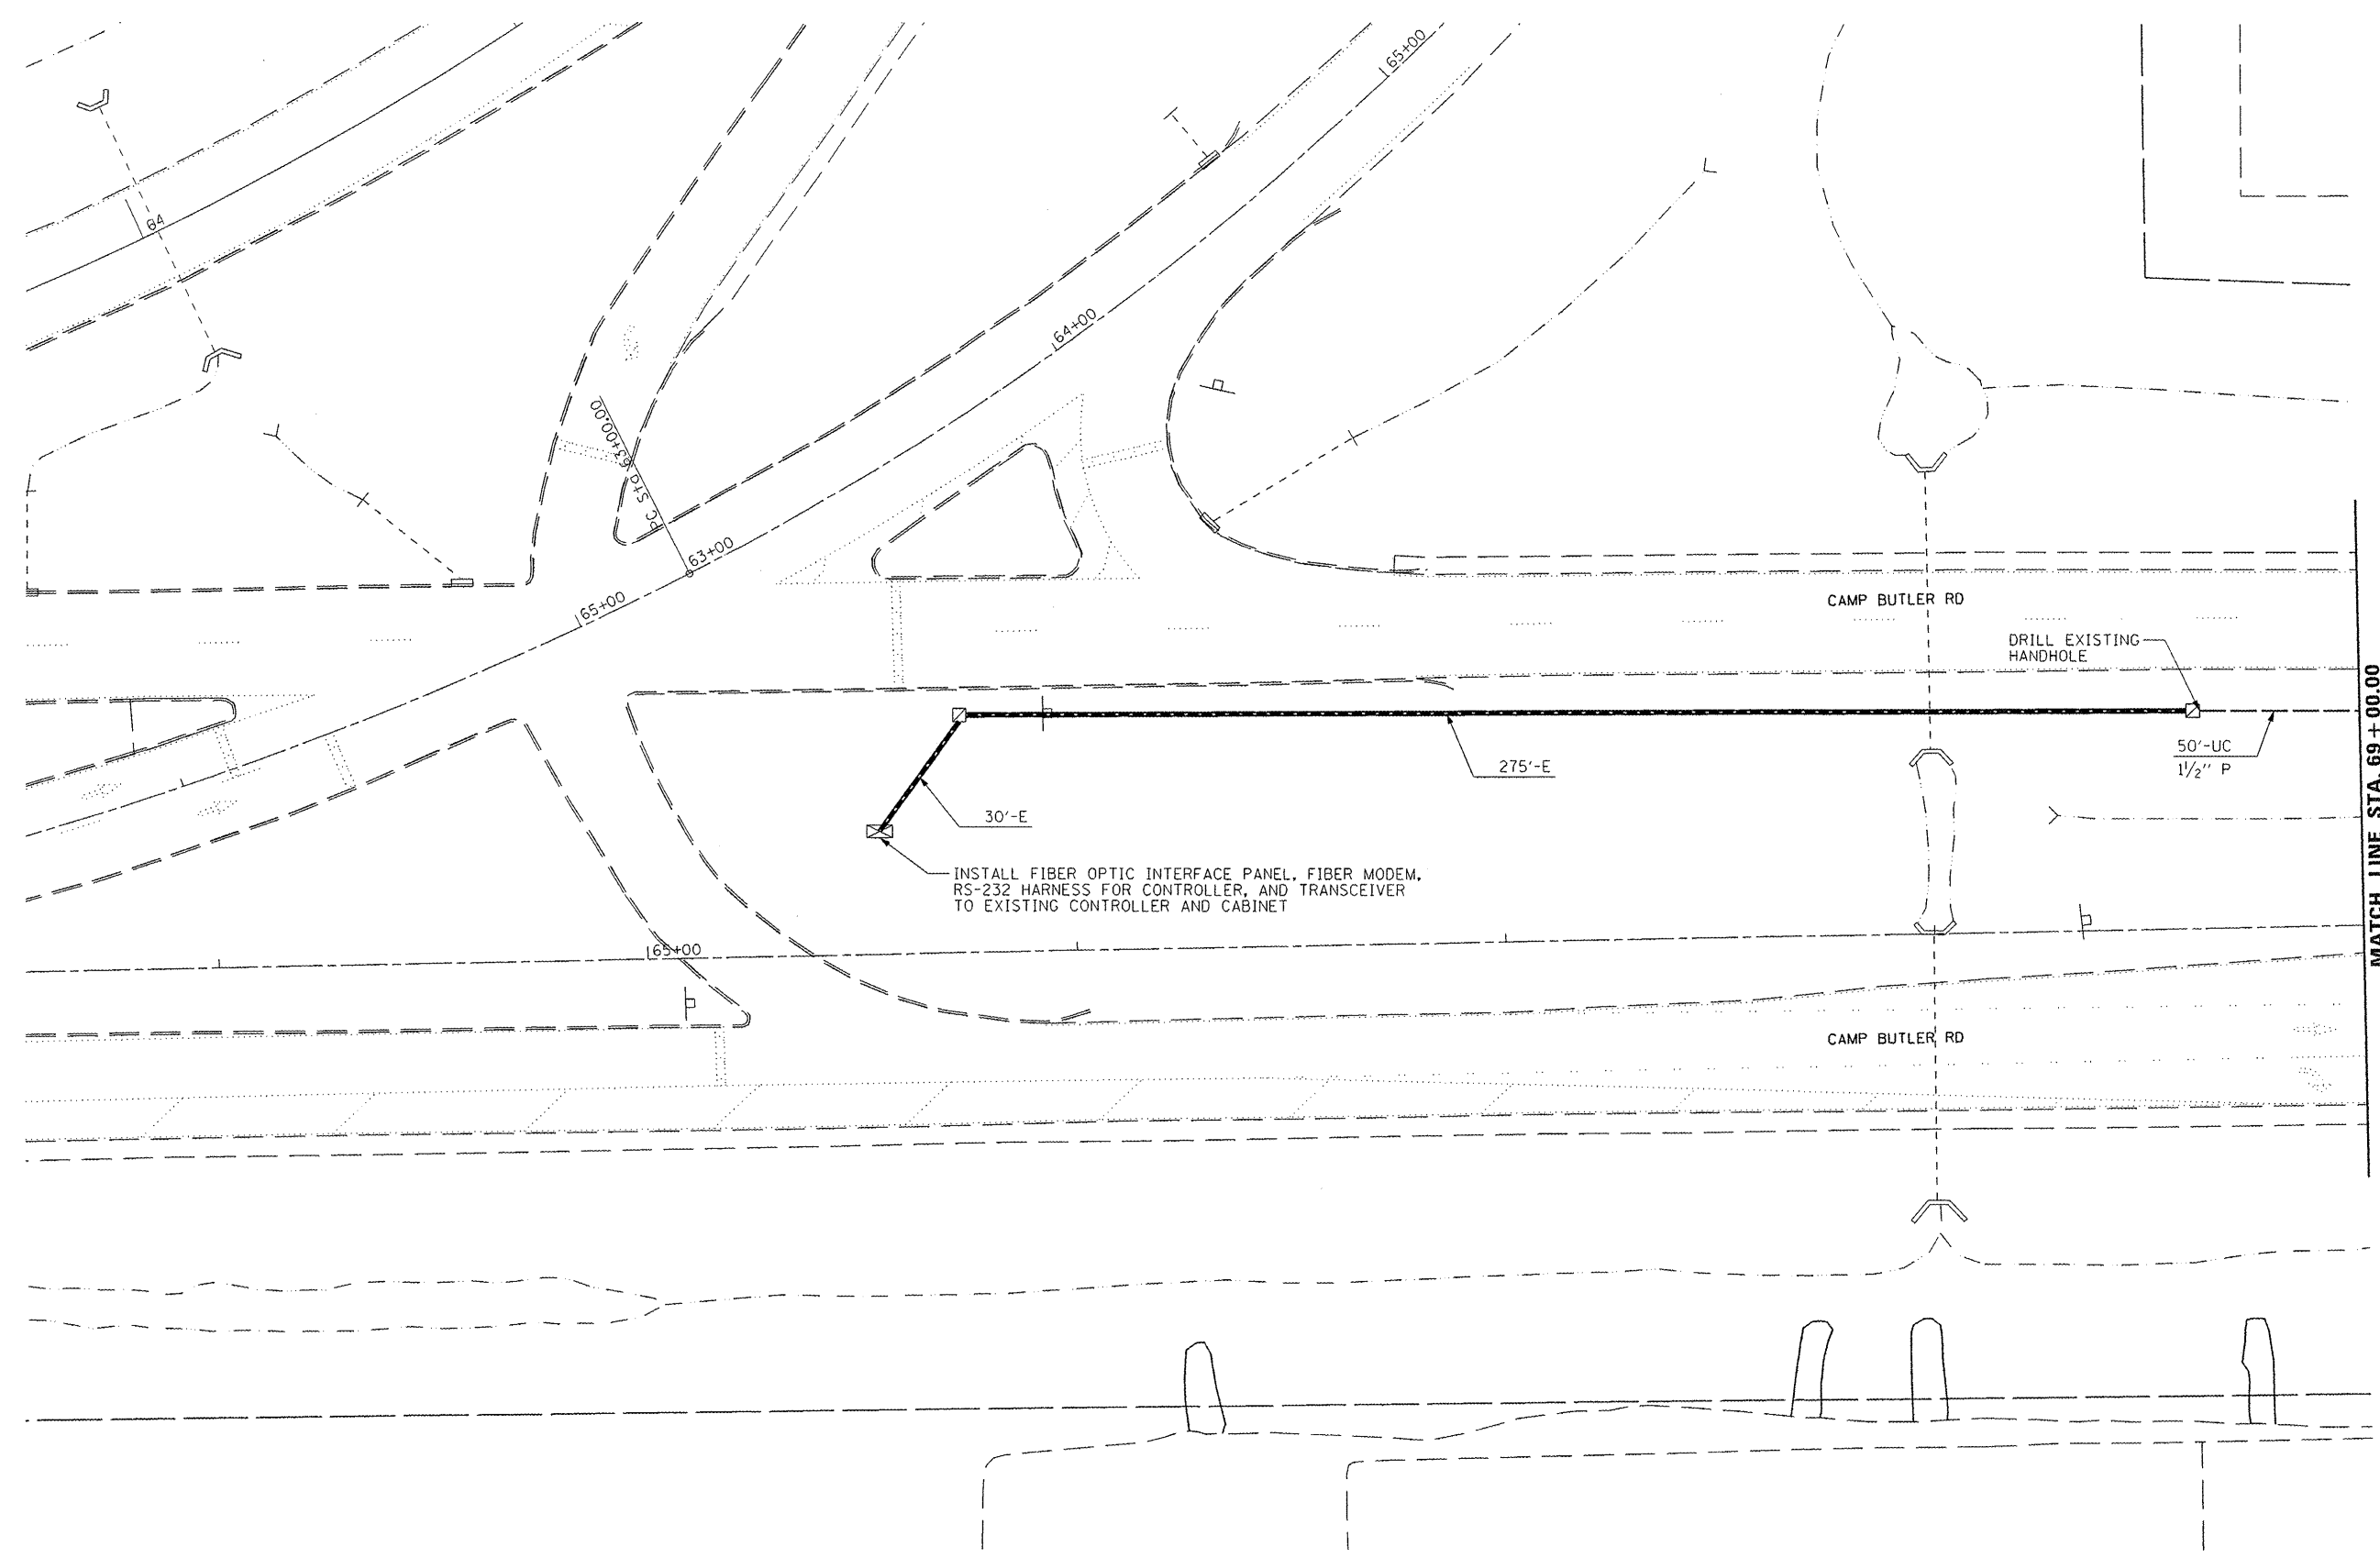 65+00
64
64+00
PC Sta 63+00.00
63+00
65+00
CAMP BUTLER RD
DRILL EXISTING
HANDHOLE
MATCH LINE STA. 69+00.00
50'-UC
1½" P
275'-E
30'-E
INSTALL FIBER OPTIC INTERFACE PANEL, FIBER MODEM,
RS-232 HARNESS FOR CONTROLLER, AND TRANSCEIVER
TO EXISTING CONTROLLER AND CABINET
65+00
CAMP BUTLER RD